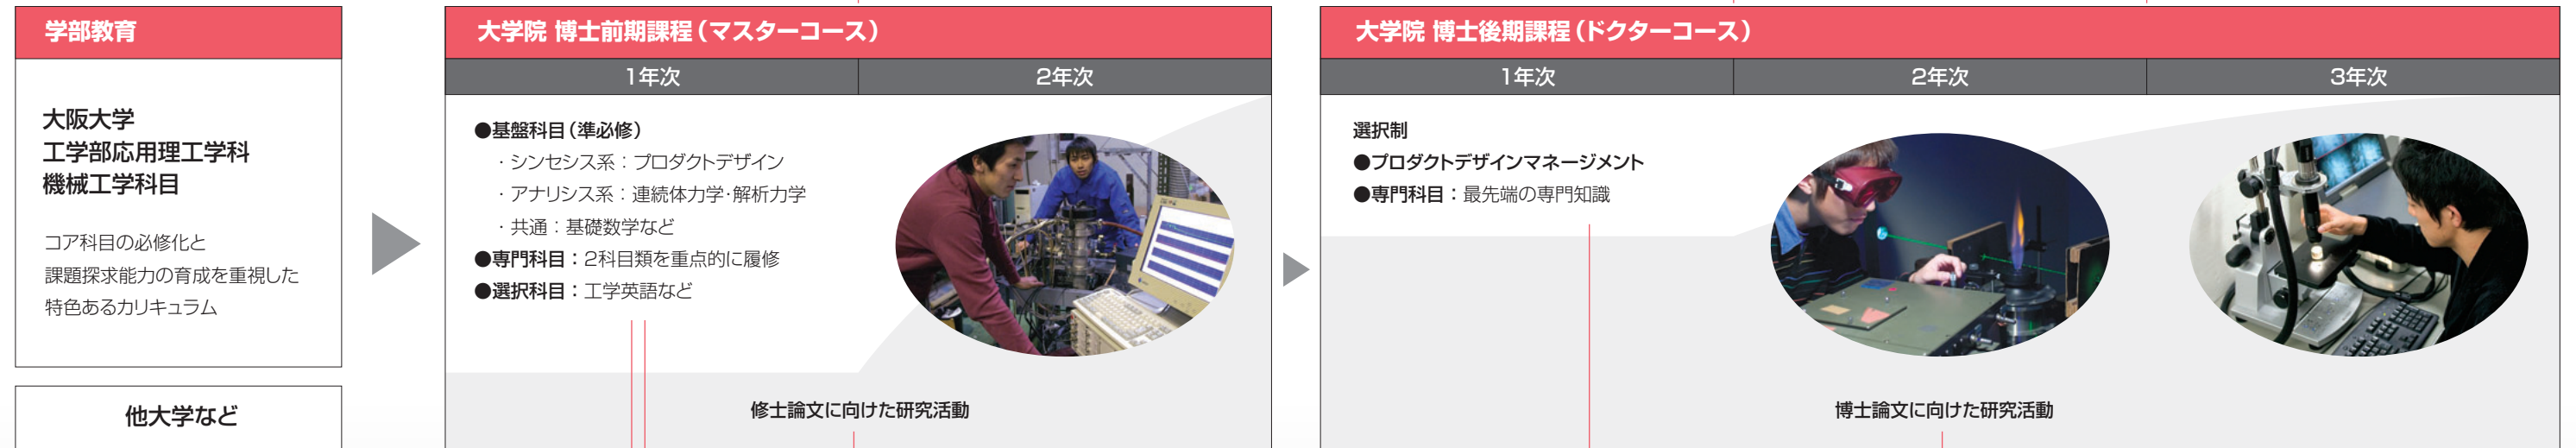 学部教育
大阪大学
工学部応用理工学科
機械工学科目
コア科目の必修化と
課題探求能力の育成を重視した
特色あるカリキュラム
他大学など
大学院 博士前期課程（マスターコース）
1年次
2年次
●基盤科目（準必修）
・シンセシス系：プロダクトデザイン
・アナリシス系：連続体力学・解析力学
・共通：基礎数学など
●専門科目：2科目類を重点的に履修
●選択科目：工学英語など
修士論文に向けた研究活動
大学院 博士後期課程（ドクターコース）
1年次
2年次
3年次
選択制
●プロダクトデザインマネージメント
●専門科目：最先端の専門知識
博士論文に向けた研究活動